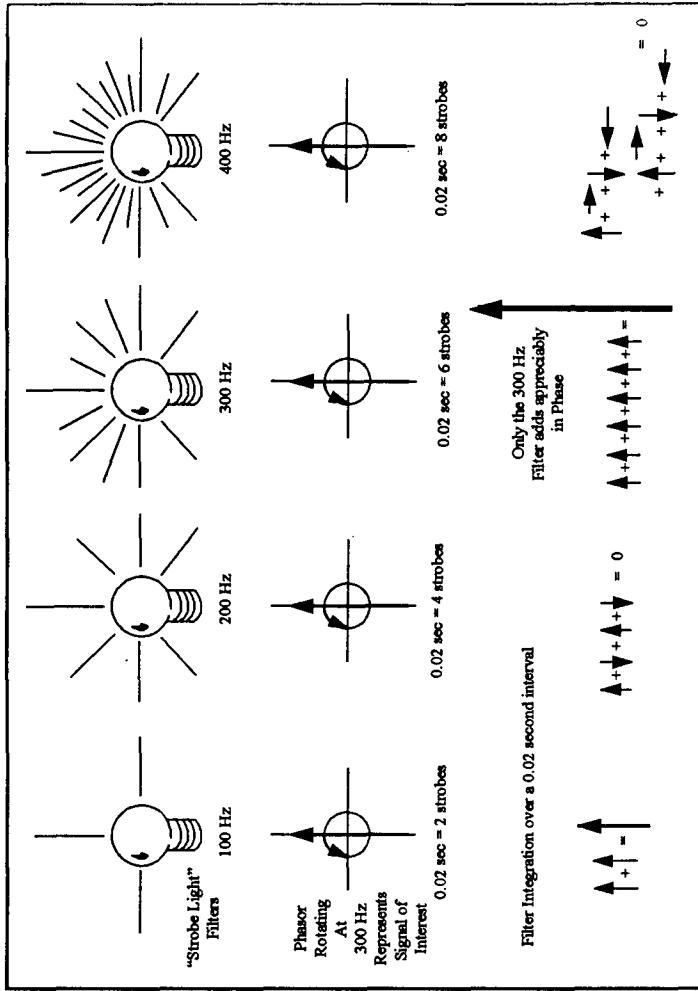 "Strobe Light"
Filters
100 Hz
200 Hz
300 Hz
400 Hz
Phasor
Rotating
At
300 Hz
Represents
Signal of
Interest
0.02 sec = 2 strobes
0.02 sec = 4 strobes
0.02 sec = 6 strobes
0.02 sec = 8 strobes
Filter Integration over a 0.02 second interval
Only the 300 Hz
Filter adds appreciably
in Phase
+ =
+ + + = 0
+ + + + + =
+ + +
+ + + + = 0